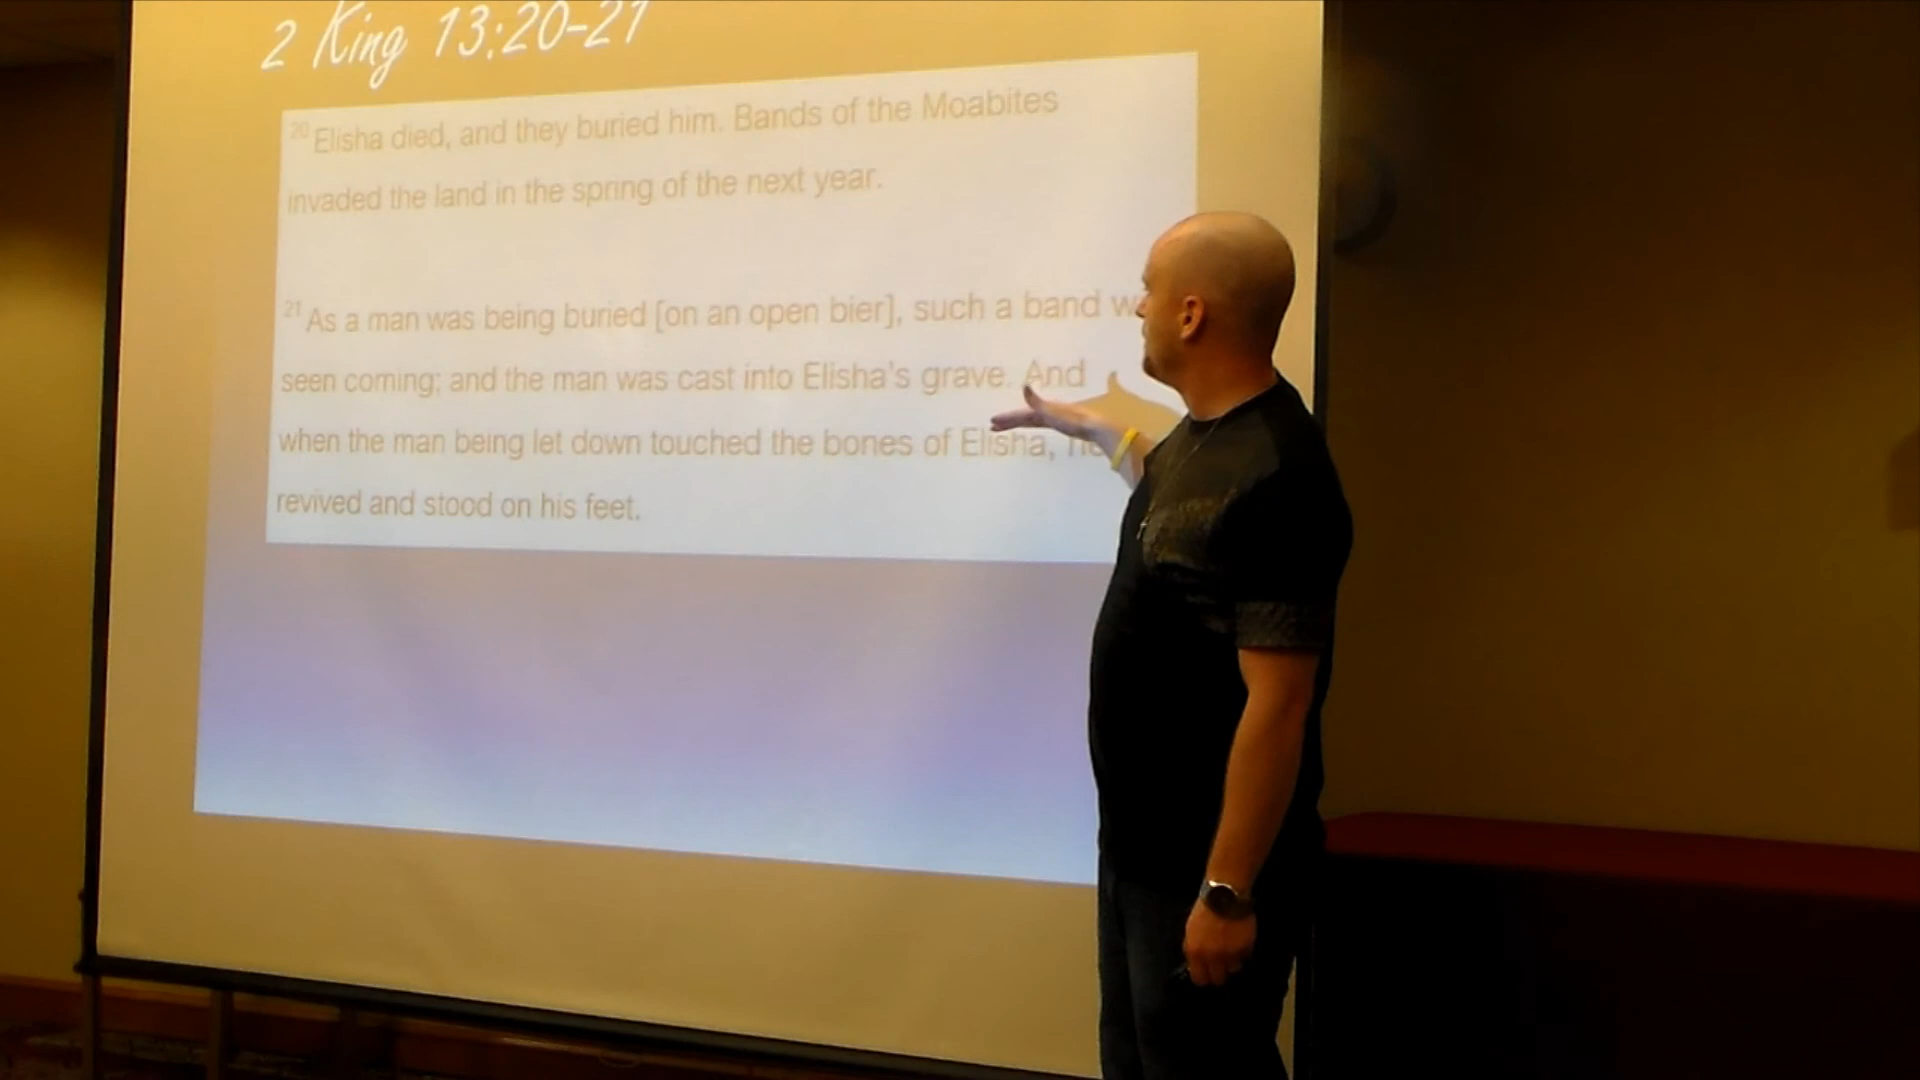 2 King 13:20-21
20 Elisha died, and they buried him. Bands of the Moabites
invaded the land in the spring of the next year.
21 As a man was being buried [on an open bier], such a band
seen coming; and the man was cast into Elisha's grave. And
when the man being let down touched the bones of Elisha,
revived and stood on his feet.